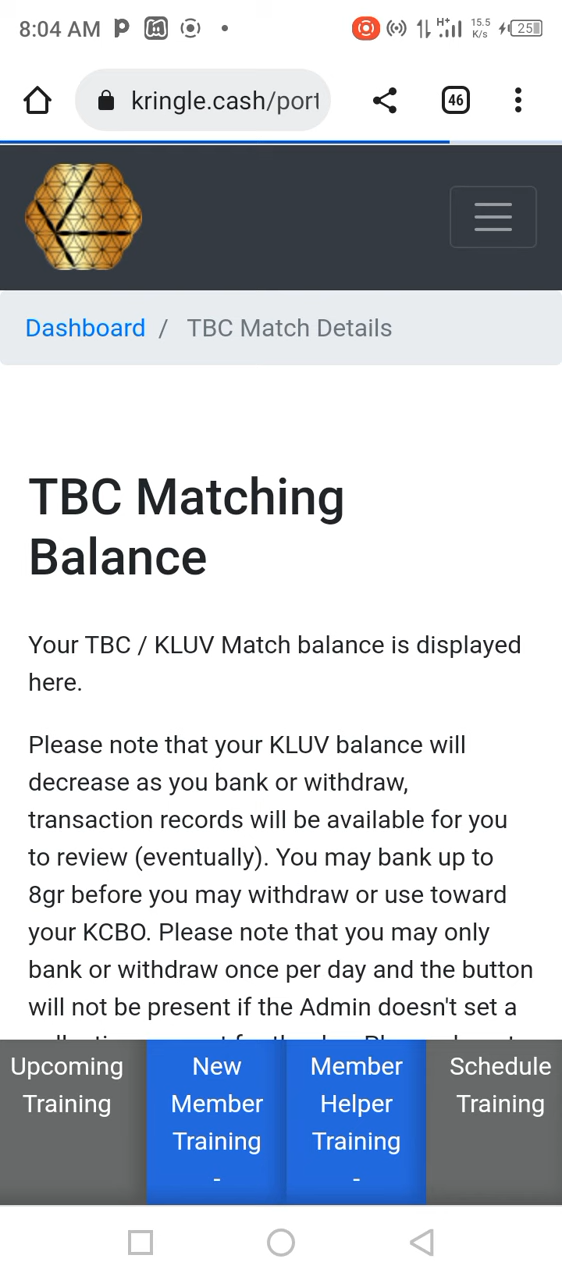 8:04 AM
H+
15.5
K/s
25
kringle.cash/port
46
Dashboard / TBC Match Details
TBC Matching
Balance
Your TBC / KLUV Match balance is displayed
here.
Please note that your KLUV balance will
decrease as you bank or withdraw,
transaction records will be available for you
to review (eventually). You may bank up to
8gr before you may withdraw or use toward
your KCBO. Please note that you may only
bank or withdraw once per day and the button
will not be present if the Admin doesn't set a
Upcoming
Training
New
Member
Training
-
Member
Helper
Training
-
Schedule
Training